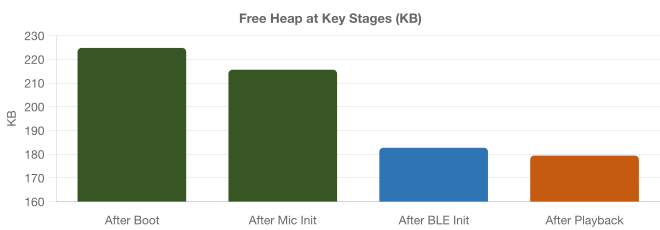 Free Heap at Key Stages (KB)
230
220
210
200
190
180
170
160
KB
After Boot
After Mic Init
After BLE Init
After Playback